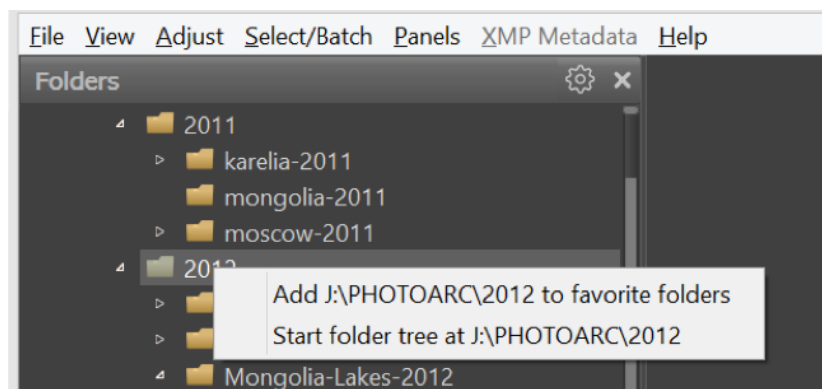 File View Adjust Select/Batch Panels XMP Metadata Help
Folders
2011
karelia-2011
mongolia-2011
moscow-2011
2012
Add J:\PHOTOARC\2012 to favorite folders
Start folder tree at J:\PHOTOARC\2012
Mongolia-Lakes-2012